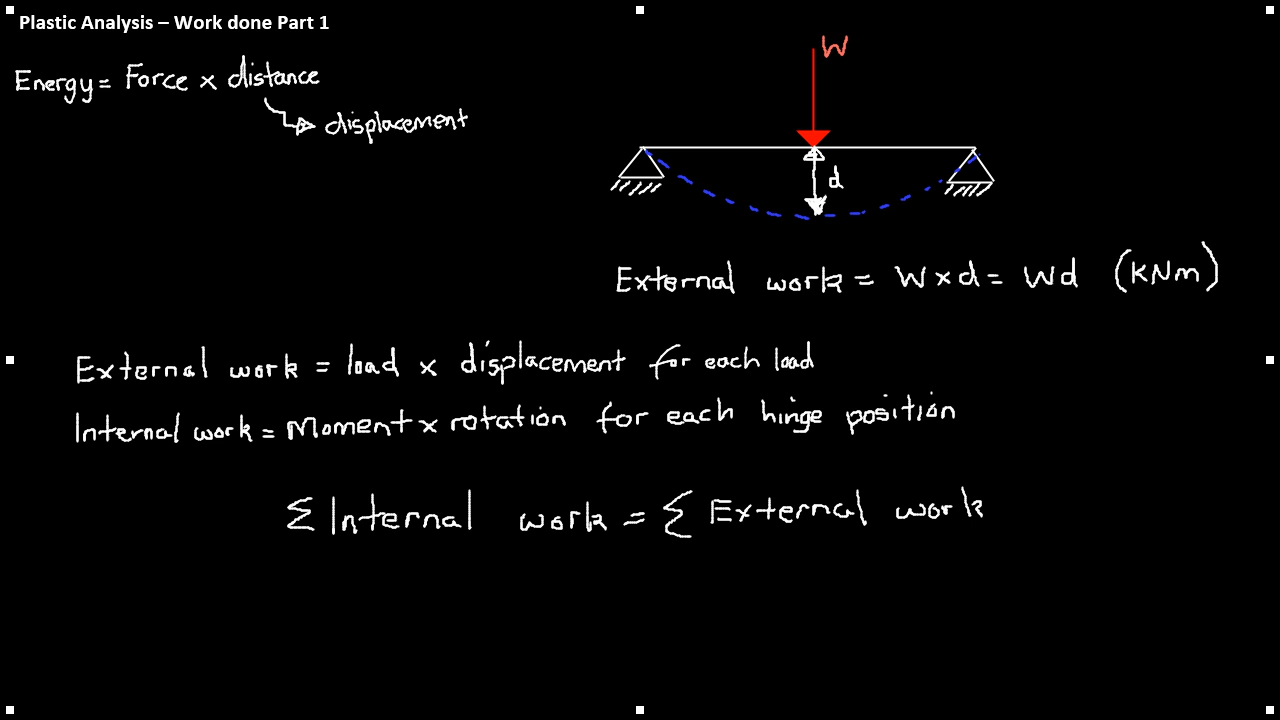 Plastic Analysis – Work done Part 1
Energy = Force x distance
displacement
W
d
External work = W x d = Wd (kNm)
External work = load x displacement for each load
Internal work = Moment x rotation for each hinge position
Σ Internal work = Σ External work